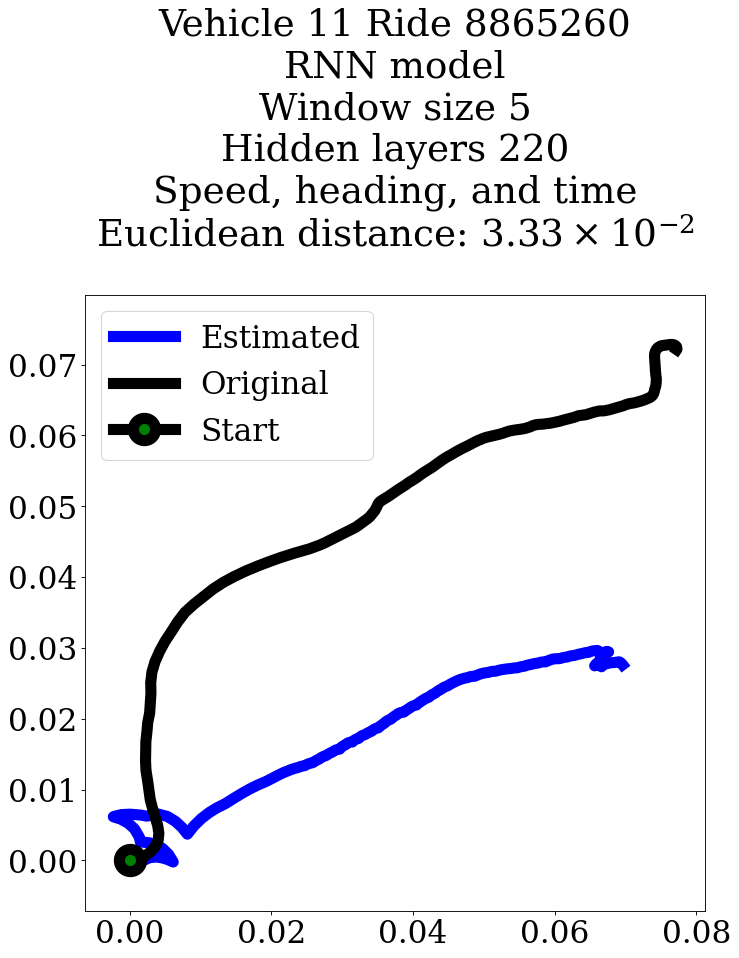 Vehicle 11 Ride 8865260
RNN model
Window size 5
Hidden layers 220
Speed, heading, and time
Euclidean distance: 3.33 × 10⁻²
Estimated
Original
Start
0.07
0.06
0.05
0.04
0.03
0.02
0.01
0.00
0.00 0.02 0.04 0.06 0.08